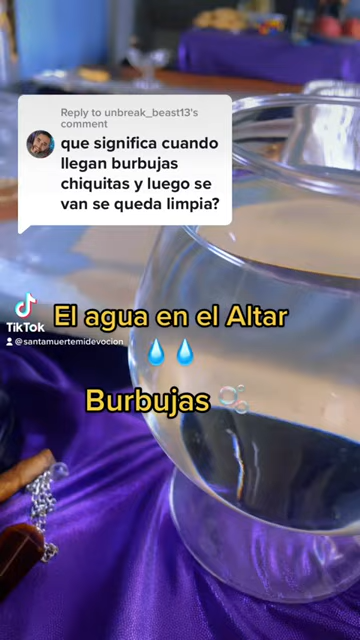 Reply to unbreak_beast13's
comment
que significa cuando
llegan burbujas
chiquitas y luego se
van se queda limpia?
El agua en el Altar
💧💧
TikTok
@santamuertemidevocion
Burbujas 🫧